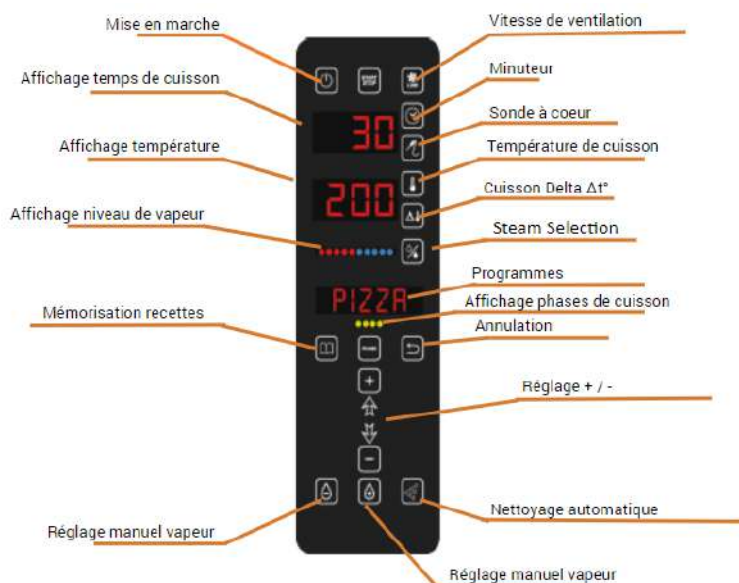 Mise en marche
Vitesse de ventilation
Affichage temps de cuisson
Minuteur
START
STOP
30
Sonde à coeur
Affichage température
Température de cuisson
200
Cuisson Delta Δt°
Δ
Affichage niveau de vapeur
Steam Selection
%
Programmes
PIZZA
Affichage phases de cuisson
Mémorisation recettes
Annulation
+
Réglage + / -
-
Réglage manuel vapeur
Nettoyage automatique
Réglage manuel vapeur